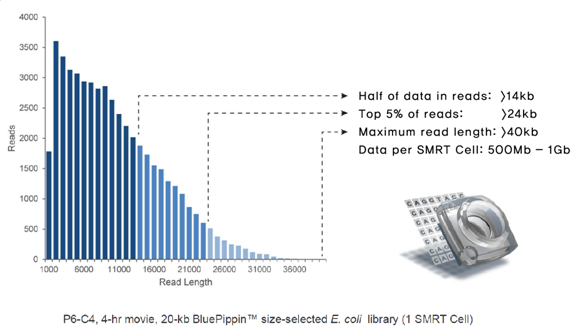 4000
3500
3000
2500
2000
1500
1000
500
0
Reads
1000 6000 11000 16000 21000 26000 31000 36000
Read Length
Half of data in reads: >14kb
Top 5% of reads: >24kb
Maximum read length: >40kb
Data per SMRT Cell: 500Mb – 1Gb
CAGGTACA
P6-C4, 4-hr movie, 20-kb BluePippin™ size-selected E. coli library (1 SMRT Cell)